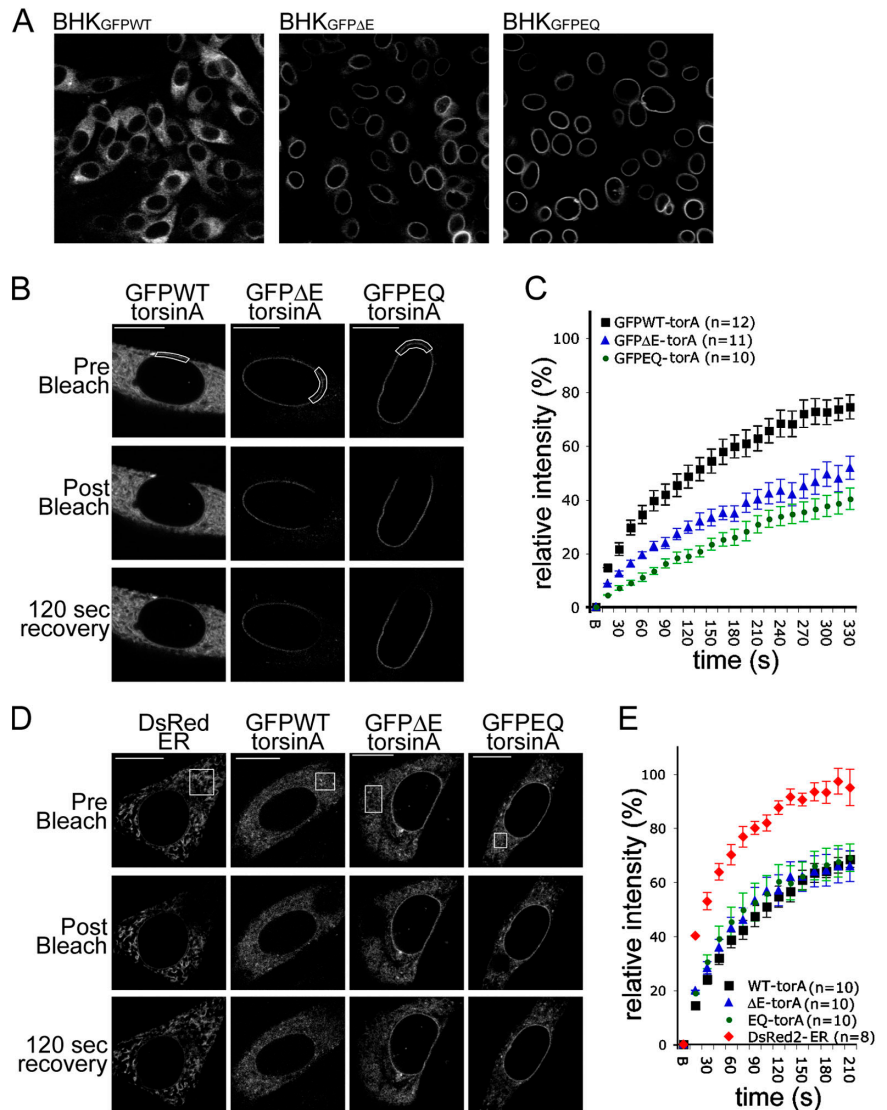 A
BHKGFPWT
BHKGFPΔE
BHKGFPEQ
B
GFPWT
torsinA
GFPΔE
torsinA
GFPEQ
torsinA
Pre
Bleach
Post
Bleach
120 sec
recovery
C
relative intensity (%)
100
80
60
40
20
0
GFPWT-torA (n=12)
GFPΔE-torA (n=11)
GFPEQ-torA (n=10)
B
30
60
90
120
150
180
210
240
270
300
330
time (s)
D
DsRed
ER
GFPWT
torsinA
GFPΔE
torsinA
GFPEQ
torsinA
Pre
Bleach
Post
Bleach
120 sec
recovery
E
relative intensity (%)
100
80
60
40
20
0
WT-torA (n=10)
ΔE-torA (n=10)
EQ-torA (n=10)
DsRed2-ER (n=8)
B
30
60
90
120
150
180
210
time (s)